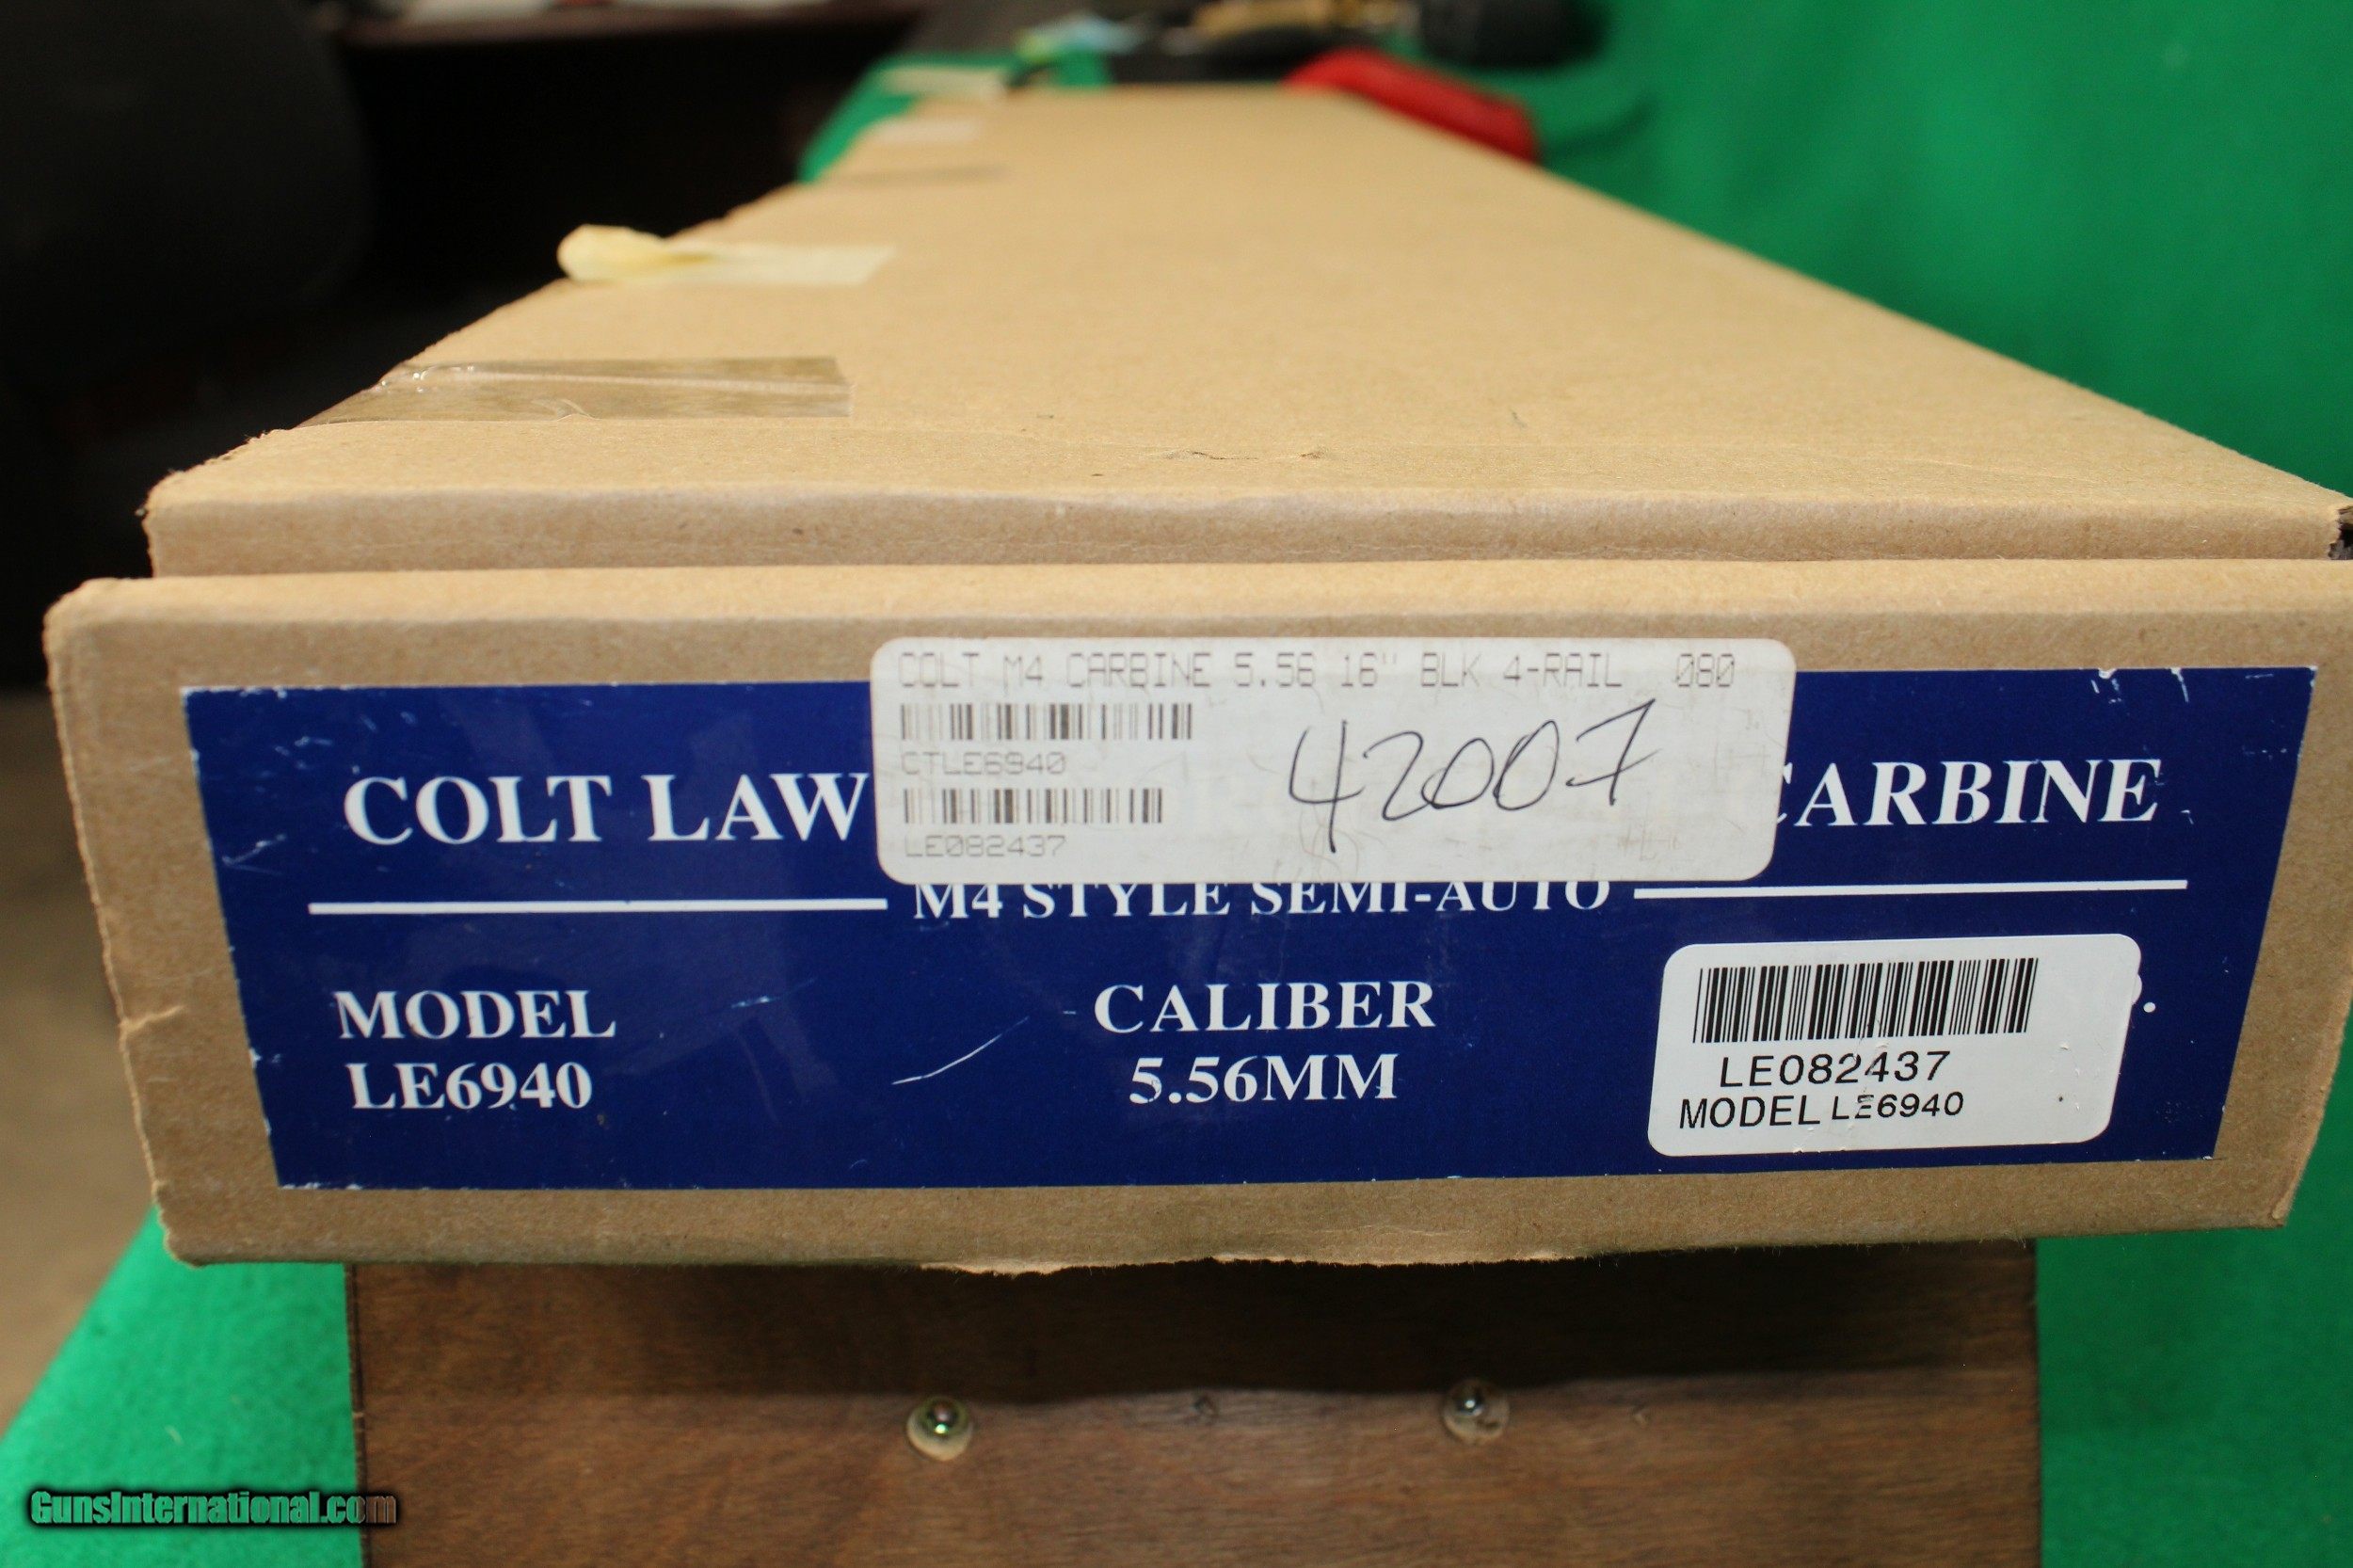 COLT M4 CARBINE 5.56 16" BLK 4-RAIL 080
CTLE6940
42007
LE082437
COLT LAW CARBINE
M4 STYLE SEMI-AUTO
MODEL
LE6940
CALIBER
5.56MM
LE082437
MODEL LE6940
GunsInternational.com